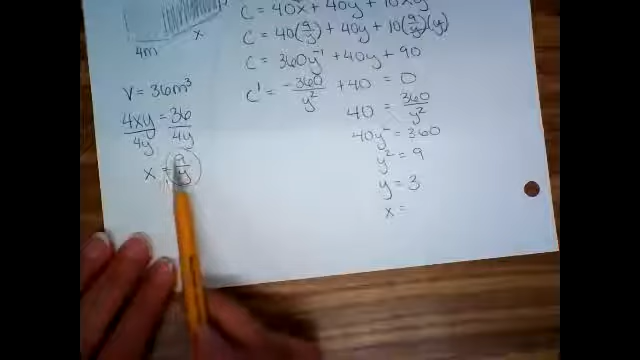 C = 40x + 40y + 10xy
C = 40(9/y) + 40y + 10(9/y)(y)
4m
x
C = 360y⁻¹ + 40y + 90
V = 36m³
C' = -360/y² + 40 = 0
4xy/4y = 36/4y
40 = 360/y²
40y² = 360
x = 9/y
y² = 9
y = 3
x =